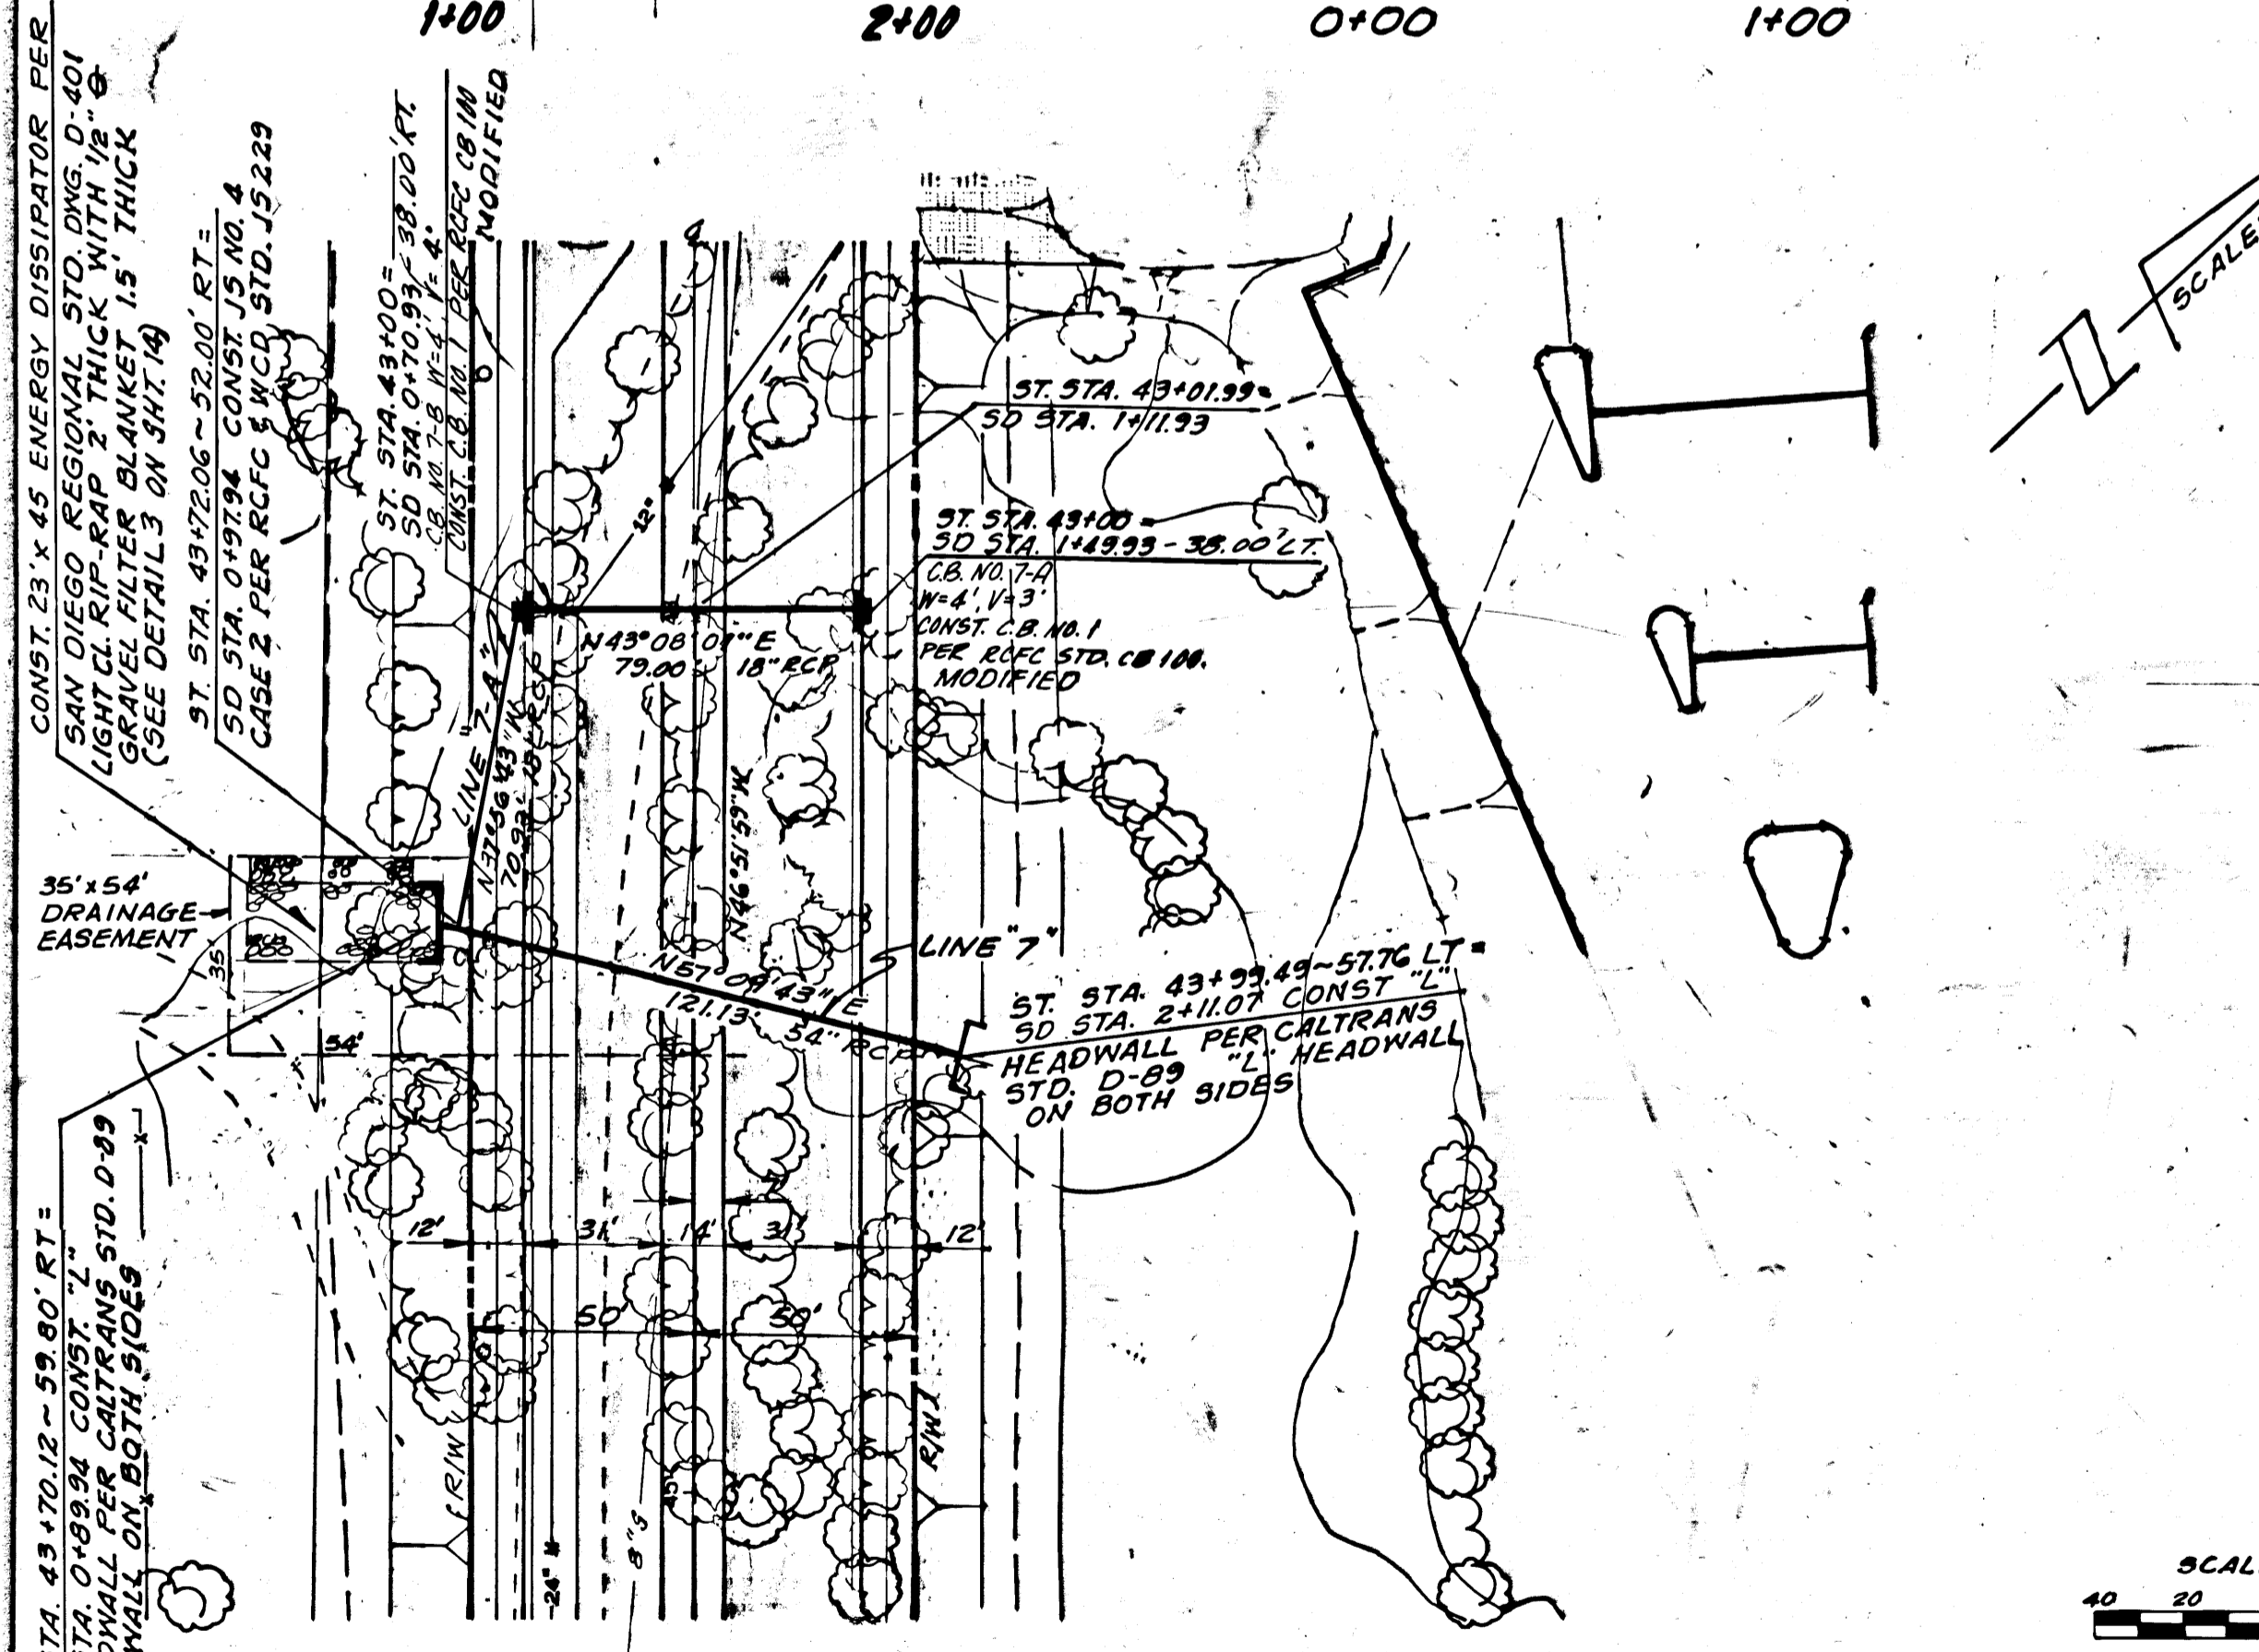 1+00
2+00
0+00
1+00
CONST. 23' x 45 ENERGY DISSIPATOR PER
SAN DIEGO REGIONAL STD. DWG. D-401
LIGHT CL. RIP-RAP 2' THICK WITH 1/2"
GRAVEL FILTER BLANKET 1.5' THICK
(SEE DETAIL 3 ON SHT. 14)
ST. STA. 43+72.06 ~ 52.00' RT =
SD STA. 0+97.94 CONST. JS NO. 4
CASE 2 PER RCFC & WCD STD. JS229
ST. STA. 43+00 =
SD STA. 0+70.93 38.00' RT.
C.B. NO. 7-B W=4' V=4'
CONST. C.B. NO. 1 PER RCFC CB 100
MODIFIED
SCALE
ST. STA. 43+01.99 =
SD STA. 1+11.93
12"
ST. STA. 43+00 =
SD STA. 1+49.93 - 38.00' LT.
C.B. NO. 7-A
W=4', V=3'
CONST. C.B. NO. 1
PER RCFC STD. CB 100.
MODIFIED
N43°08'01"E
79.00' 18" RCP
LINE "7-A"
N37°56'43"W
70.93' 18" RCP
N46°51'59"W
35' x 54'
DRAINAGE
EASEMENT
35'
54'
LINE "7"
N57°09'43"E
121.13'
54" RCP
ST. STA. 43+99.49 ~ 57.76 LT =
SD STA. 2+11.07 CONST "L"
HEADWALL PER CALTRANS
STD. D-89 "L" HEADWALL
ON BOTH SIDES
12'
31'
14'
31'
12'
50'
50'
R/W
R/W
24" W
8" S
45'
STA. 43+70.12 ~ 59.80' RT =
STA. 0+89.94 CONST. "L"
DWALL PER CALTRANS STD. D-89
WALL ON BOTH SIDES
SCAL
40 20